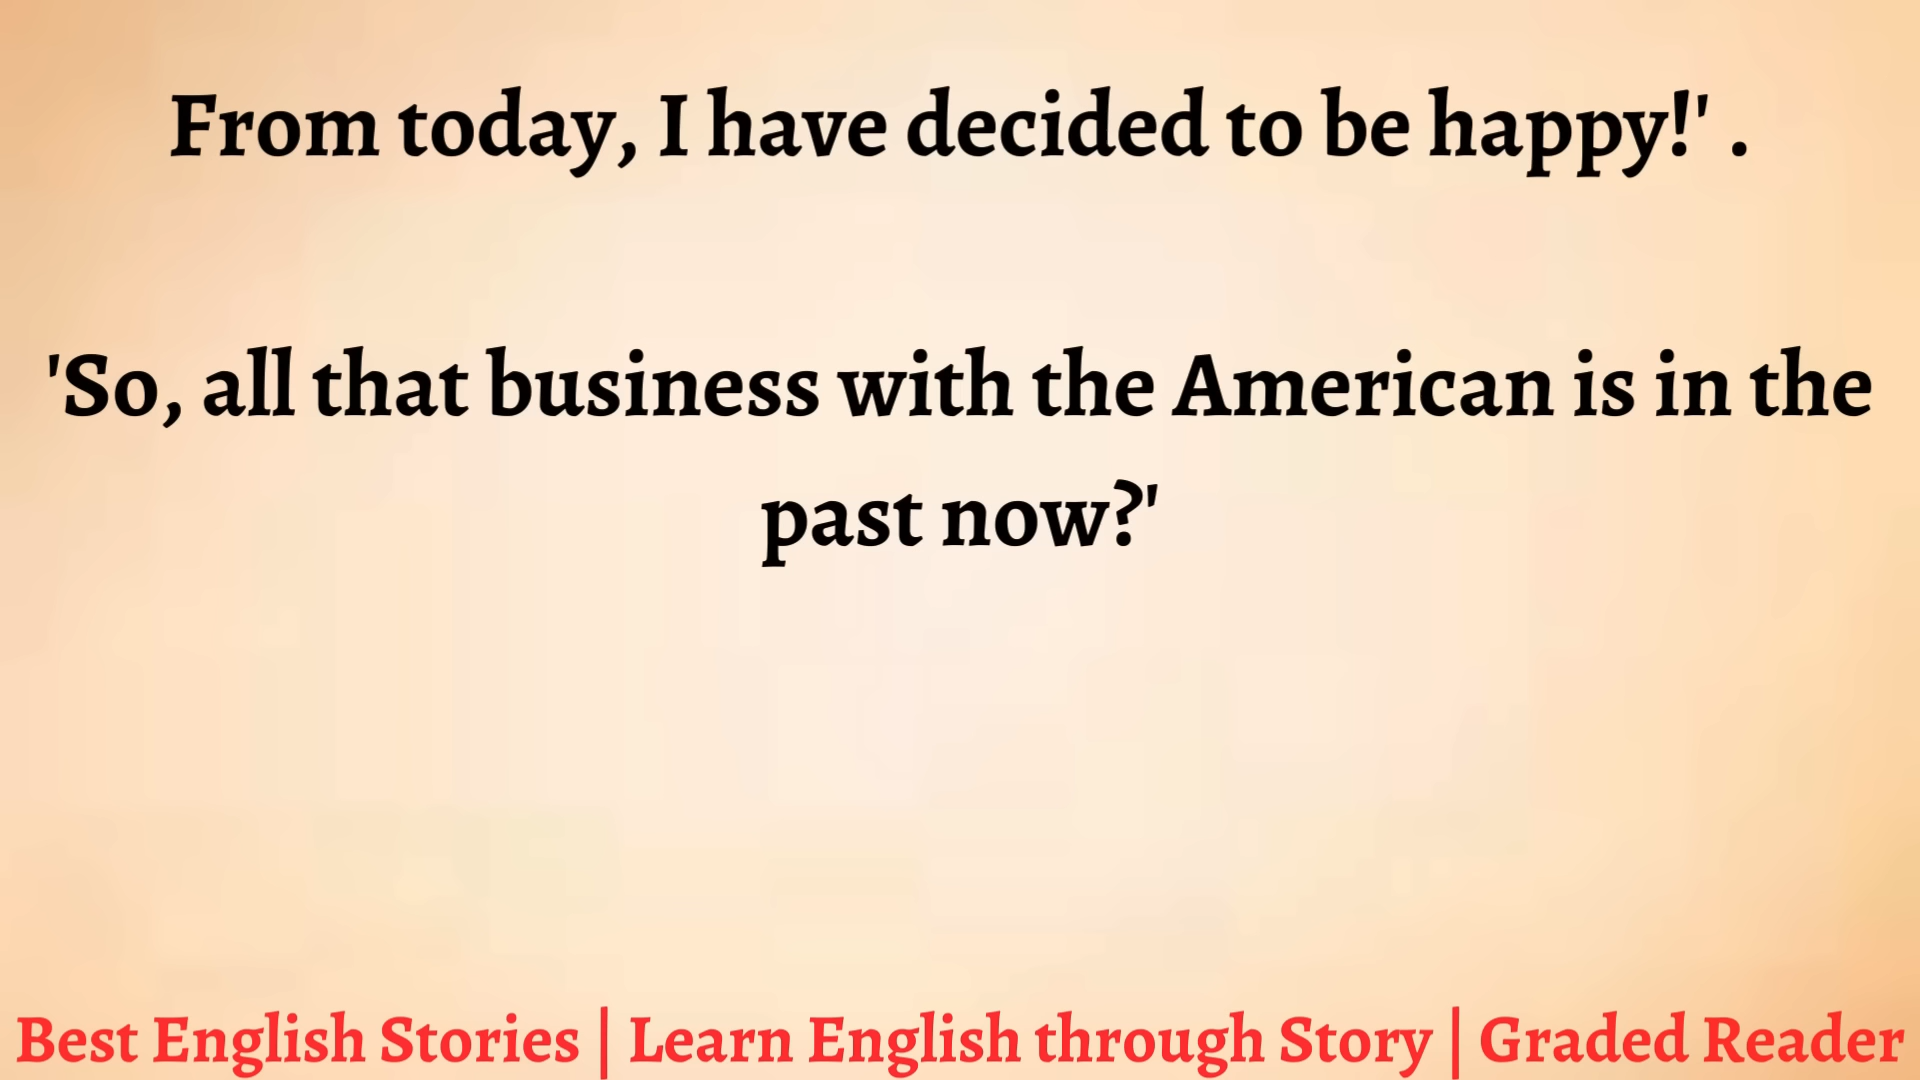 From today, I have decided to be happy!' .
'So, all that business with the American is in the
past now?'
Best English Stories | Learn English through Story | Graded Reader